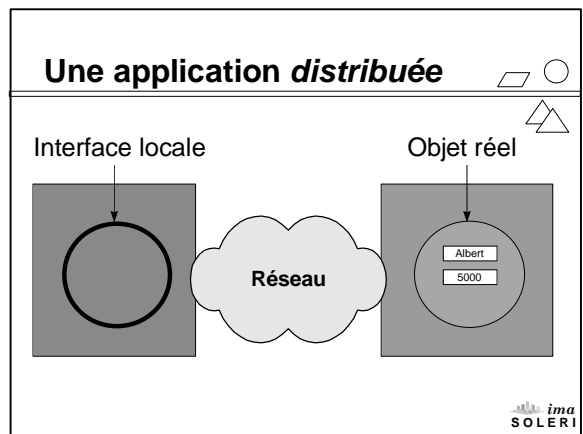 Une application distribuée
Interface locale
Objet réel
Réseau
Albert
5000
ima
SOLERI